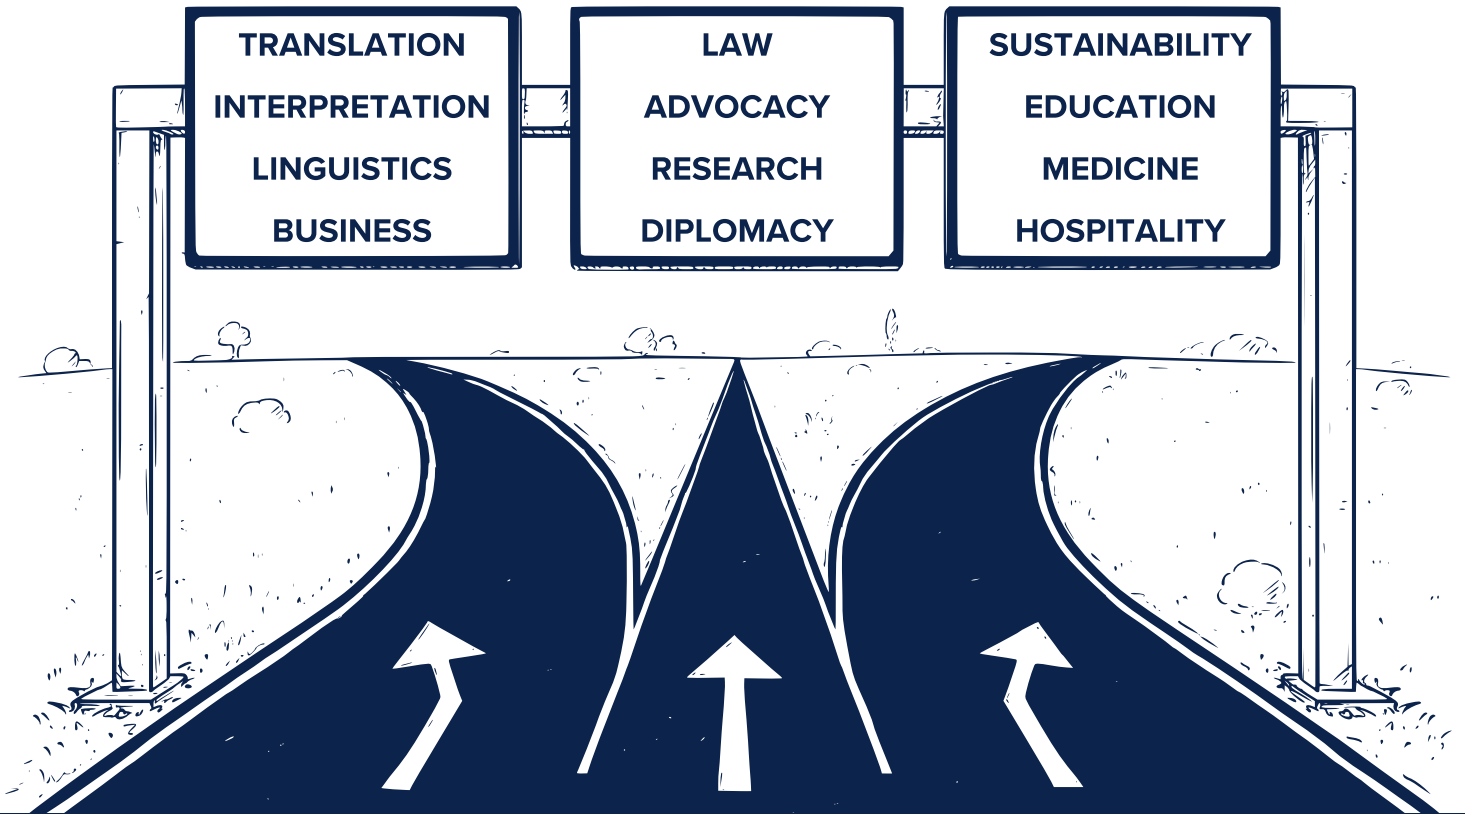 TRANSLATION
INTERPRETATION
LINGUISTICS
BUSINESS
LAW
ADVOCACY
RESEARCH
DIPLOMACY
SUSTAINABILITY
EDUCATION
MEDICINE
HOSPITALITY